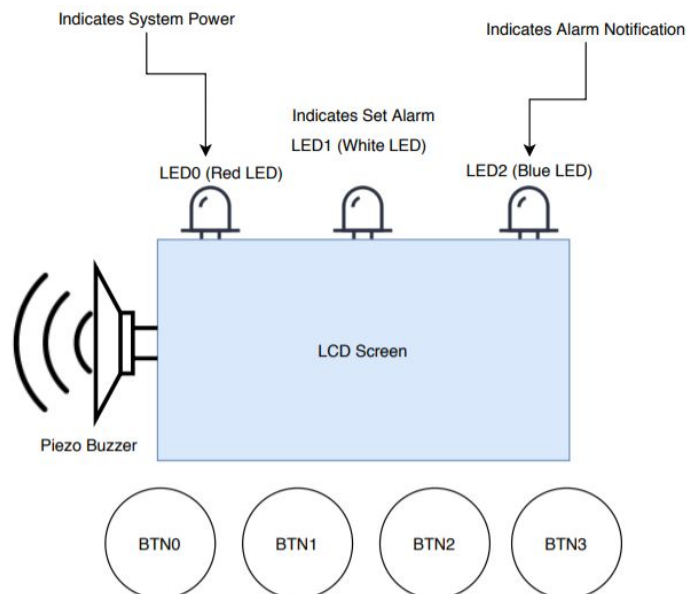 Indicates System Power
Indicates Alarm Notification
Indicates Set Alarm
LED1 (White LED)
LED0 (Red LED)
LED2 (Blue LED)
LCD Screen
Piezo Buzzer
BTN0
BTN1
BTN2
BTN3